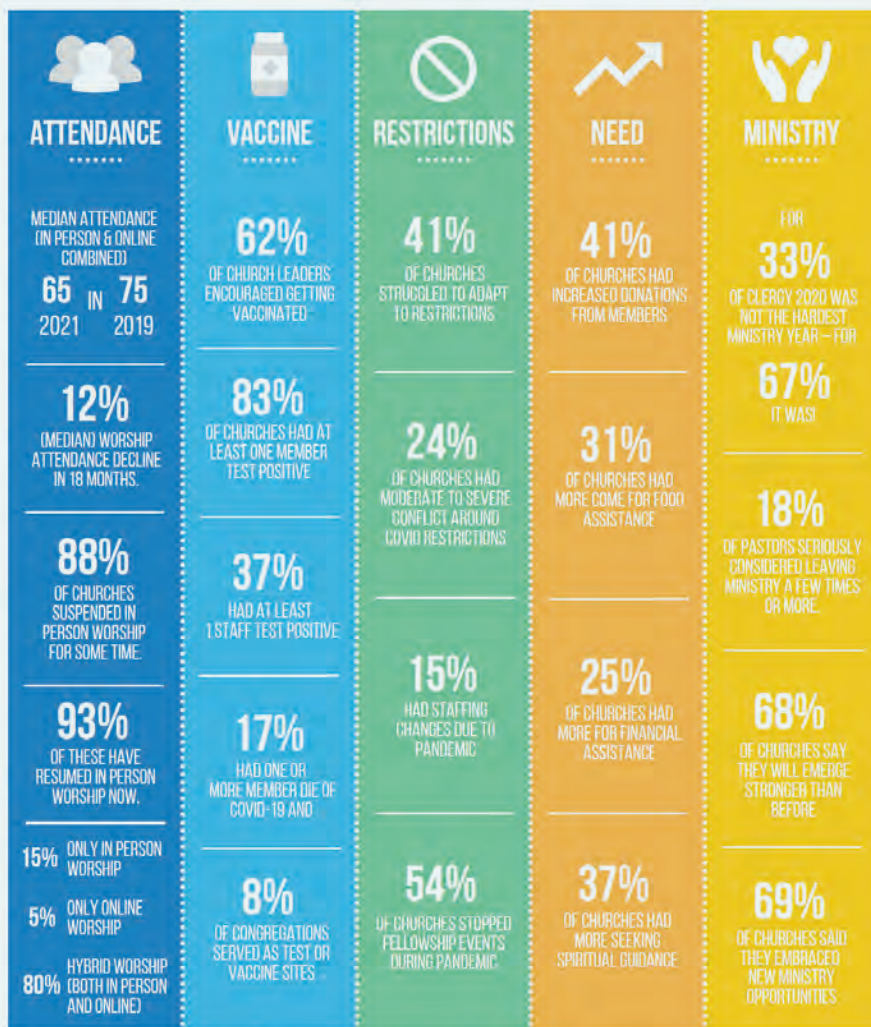 ATTENDANCE
MEDIAN ATTENDANCE
(IN PERSON & ONLINE
COMBINED)
65 IN 75
2021 2019
12%
(MEDIAN) WORSHIP
ATTENDANCE DECLINE
IN 18 MONTHS.
88%
OF CHURCHES
SUSPENDED IN
PERSON WORSHIP
FOR SOME TIME.
93%
OF THESE HAVE
RESUMED IN PERSON
WORSHIP NOW.
15% ONLY IN PERSON
WORSHIP
5% ONLY ONLINE
WORSHIP
80% HYBRID WORSHIP
(BOTH IN PERSON
AND ONLINE)
VACCINE
62%
OF CHURCH LEADERS
ENCOURAGED GETTING
VACCINATED
83%
OF CHURCHES HAD AT
LEAST ONE MEMBER
TEST POSITIVE
37%
HAD AT LEAST
1 STAFF TEST POSITIVE
17%
HAD ONE OR
MORE MEMBER DIE OF
COVID-19 AND
8%
OF CONGREGATIONS
SERVED AS TEST OR
VACCINE SITES
RESTRICTIONS
41%
OF CHURCHES
STRUGGLED TO ADAPT
TO RESTRICTIONS
24%
OF CHURCHES HAD
MODERATE TO SEVERE
CONFLICT AROUND
COVID RESTRICTIONS
15%
HAD STAFFING
CHANGES DUE TO
PANDEMIC
54%
OF CHURCHES STOPPED
FELLOWSHIP EVENTS
DURING PANDEMIC
NEED
41%
OF CHURCHES HAD
INCREASED DONATIONS
FROM MEMBERS
31%
OF CHURCHES HAD
MORE COME FOR FOOD
ASSISTANCE
25%
OF CHURCHES HAD
MORE FOR FINANCIAL
ASSISTANCE
37%
OF CHURCHES HAD
MORE SEEKING
SPIRITUAL GUIDANCE
MINISTRY
FOR
33%
OF CLERGY 2020 WAS
NOT THE HARDEST
MINISTRY YEAR – FOR
67%
IT WAS!
18%
OF PASTORS SERIOUSLY
CONSIDERED LEAVING
MINISTRY A FEW TIMES
OR MORE.
68%
OF CHURCHES SAY
THEY WILL EMERGE
STRONGER THAN
BEFORE
69%
OF CHURCHES SAID
THEY EMBRACED
NEW MINISTRY
OPPORTUNITIES